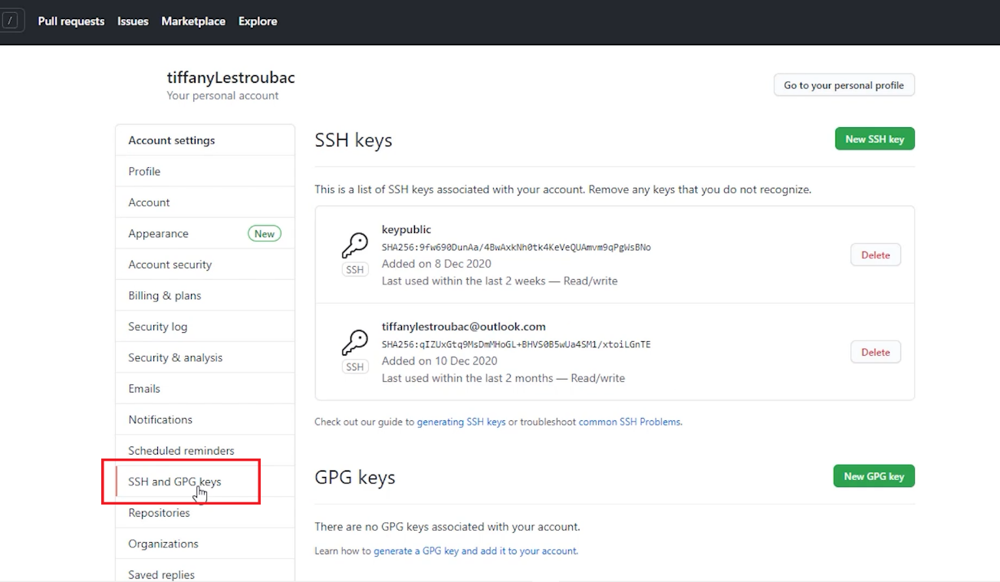 / Pull requests Issues Marketplace Explore
tiffanyLestroubac
Your personal account
Go to your personal profile
Account settings
Profile
Account
Appearance New
Account security
Billing & plans
Security log
Security & analysis
Emails
Notifications
Scheduled reminders
SSH and GPG keys
Repositories
Organizations
Saved replies
SSH keys
New SSH key
This is a list of SSH keys associated with your account. Remove any keys that you do not recognize.
keypublic
SHA256:9fw690DunAa/4BwAxkNh0tk4KeVeQUAmvm9qPgWsBNo
SSH
Added on 8 Dec 2020
Last used within the last 2 weeks — Read/write
Delete
tiffanylestroubac@outlook.com
SHA256:qIZUxGtq9MsDmMHoGL+BHVS0B5wUa4SM1/xtoiLGnTE
SSH
Added on 10 Dec 2020
Last used within the last 2 months — Read/write
Delete
Check out our guide to generating SSH keys or troubleshoot common SSH Problems.
GPG keys
New GPG key
There are no GPG keys associated with your account.
Learn how to generate a GPG key and add it to your account.